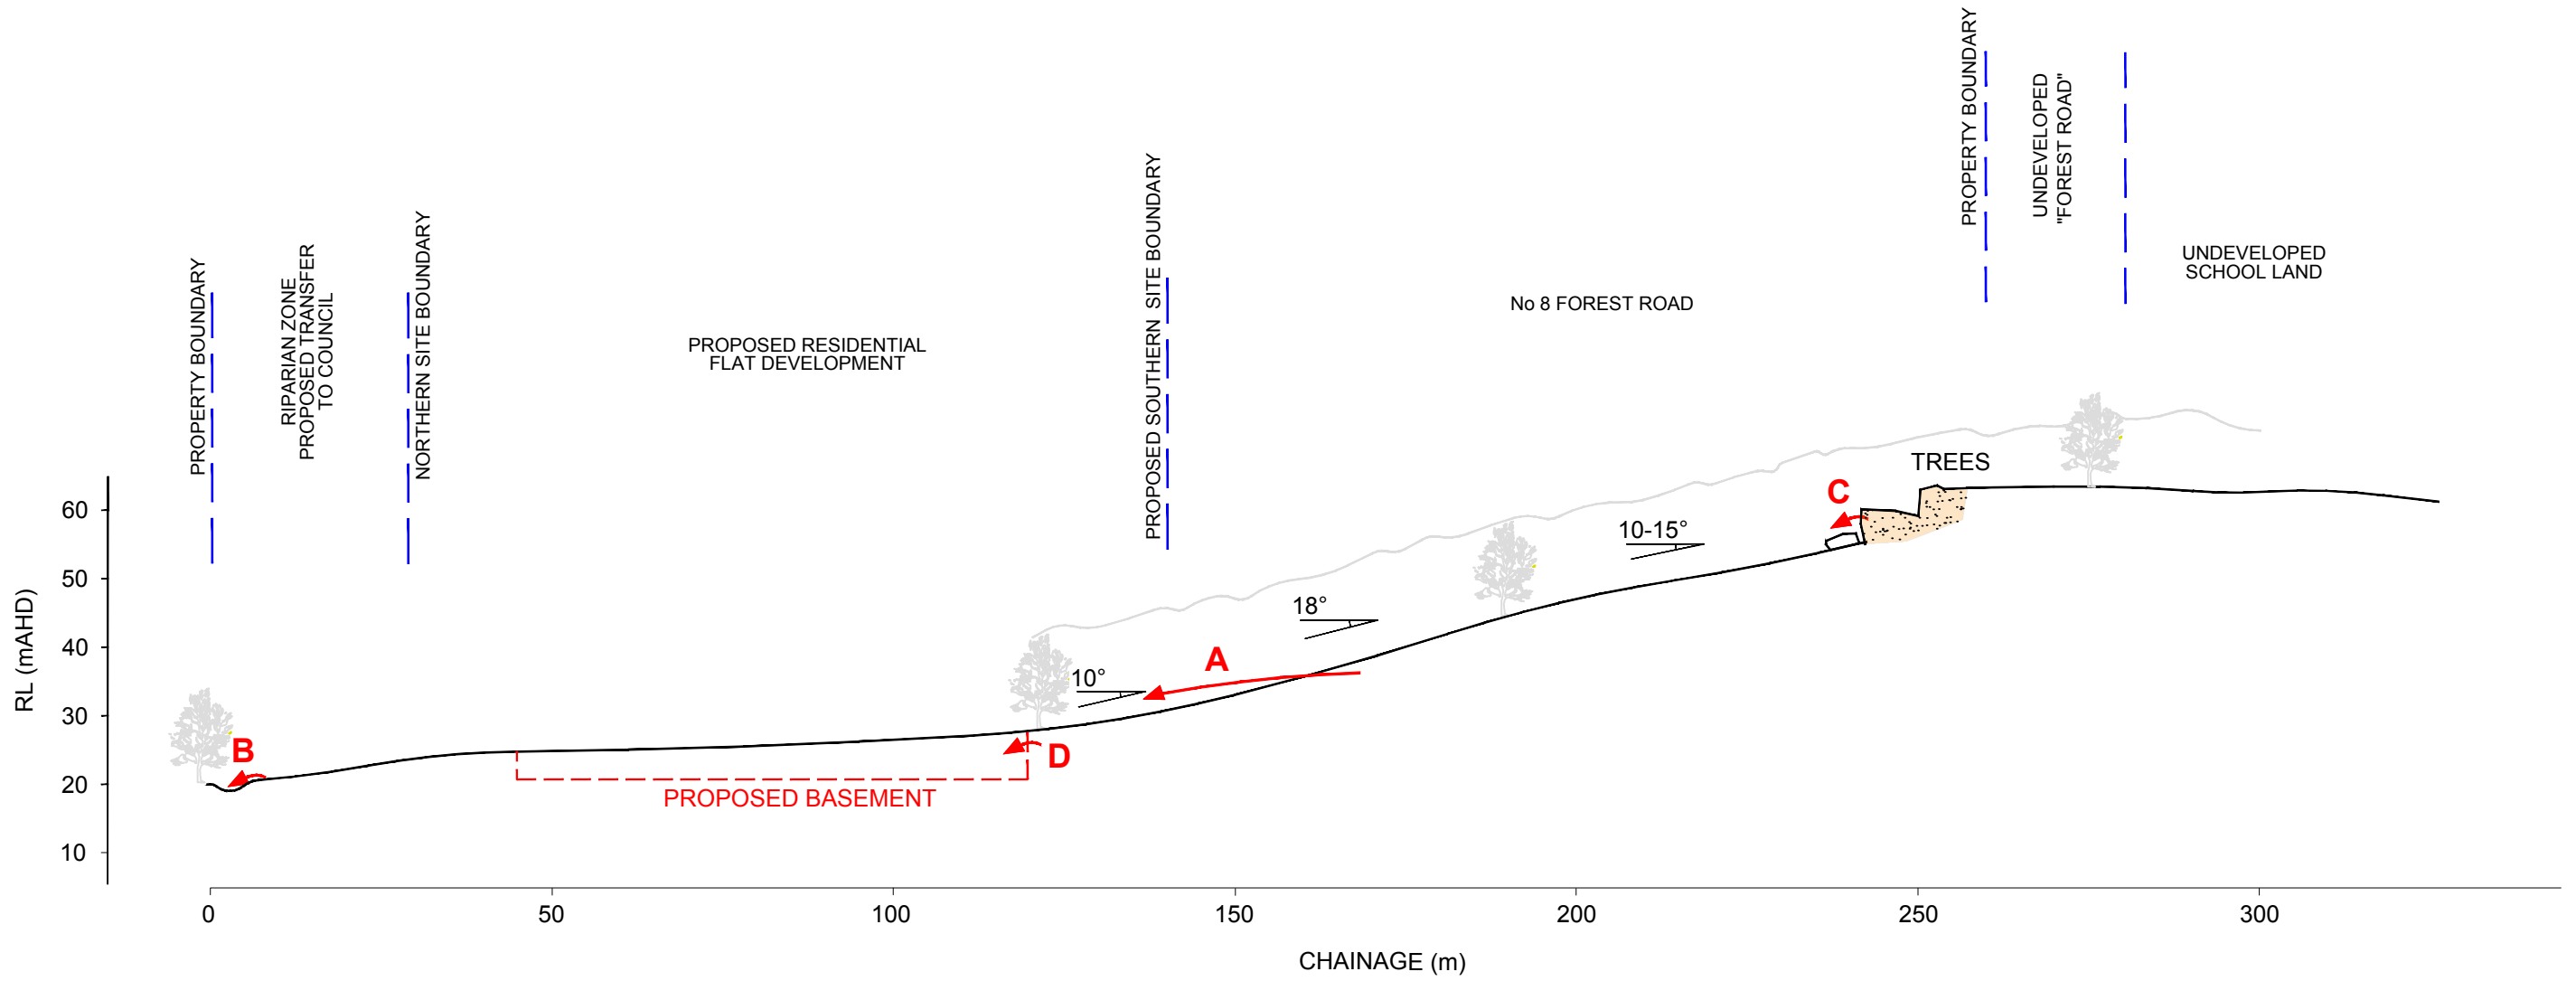 PROPERTY BOUNDARY
RIPARIAN ZONE
PROPOSED TRANSFER
TO COUNCIL
NORTHERN SITE BOUNDARY
PROPOSED RESIDENTIAL
FLAT DEVELOPMENT
PROPOSED SOUTHERN SITE BOUNDARY
No 8 FOREST ROAD
PROPERTY BOUNDARY
UNDEVELOPED
"FOREST ROAD"
UNDEVELOPED
SCHOOL LAND
TREES
C
10-15°
18°
A
10°
B
D
PROPOSED BASEMENT
RL (mAHD)
60
50
40
30
20
10
0
50
100
150
200
250
300
CHAINAGE (m)